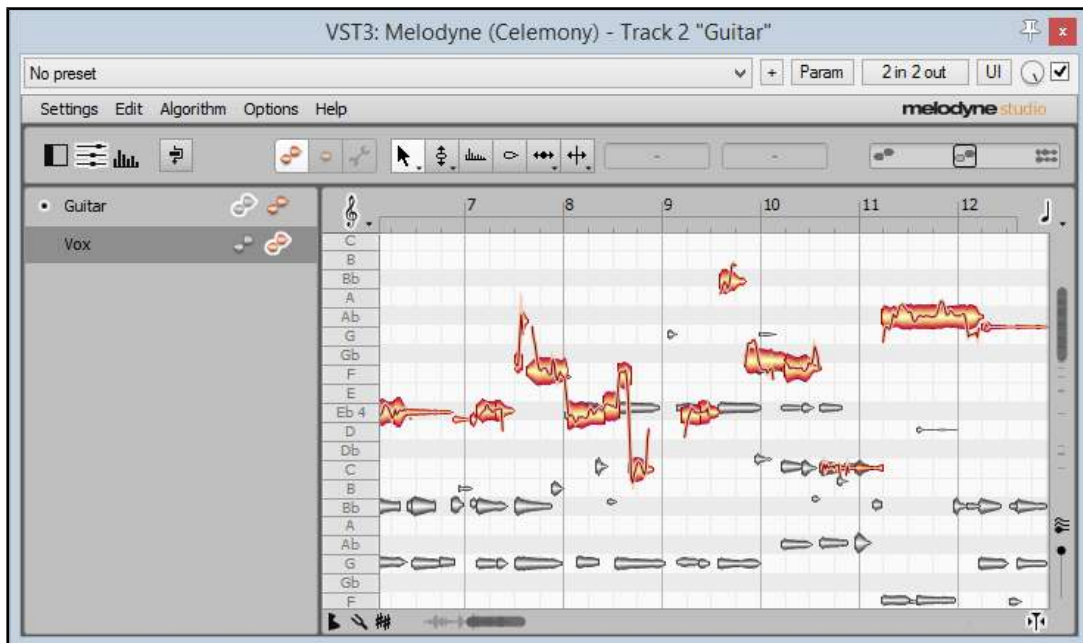 VST3: Melodyne (Celemony) - Track 2 "Guitar"
x
No preset + Param 2 in 2 out UI
Settings Edit Algorithm Options Help melodyne studio
- -
Guitar
7 8 9 10 11 12
Vox
C
B
Bb
A
Ab
G
Gb
F
E
Eb 4
D
Db
C
B
Bb
A
Ab
G
Gb
F